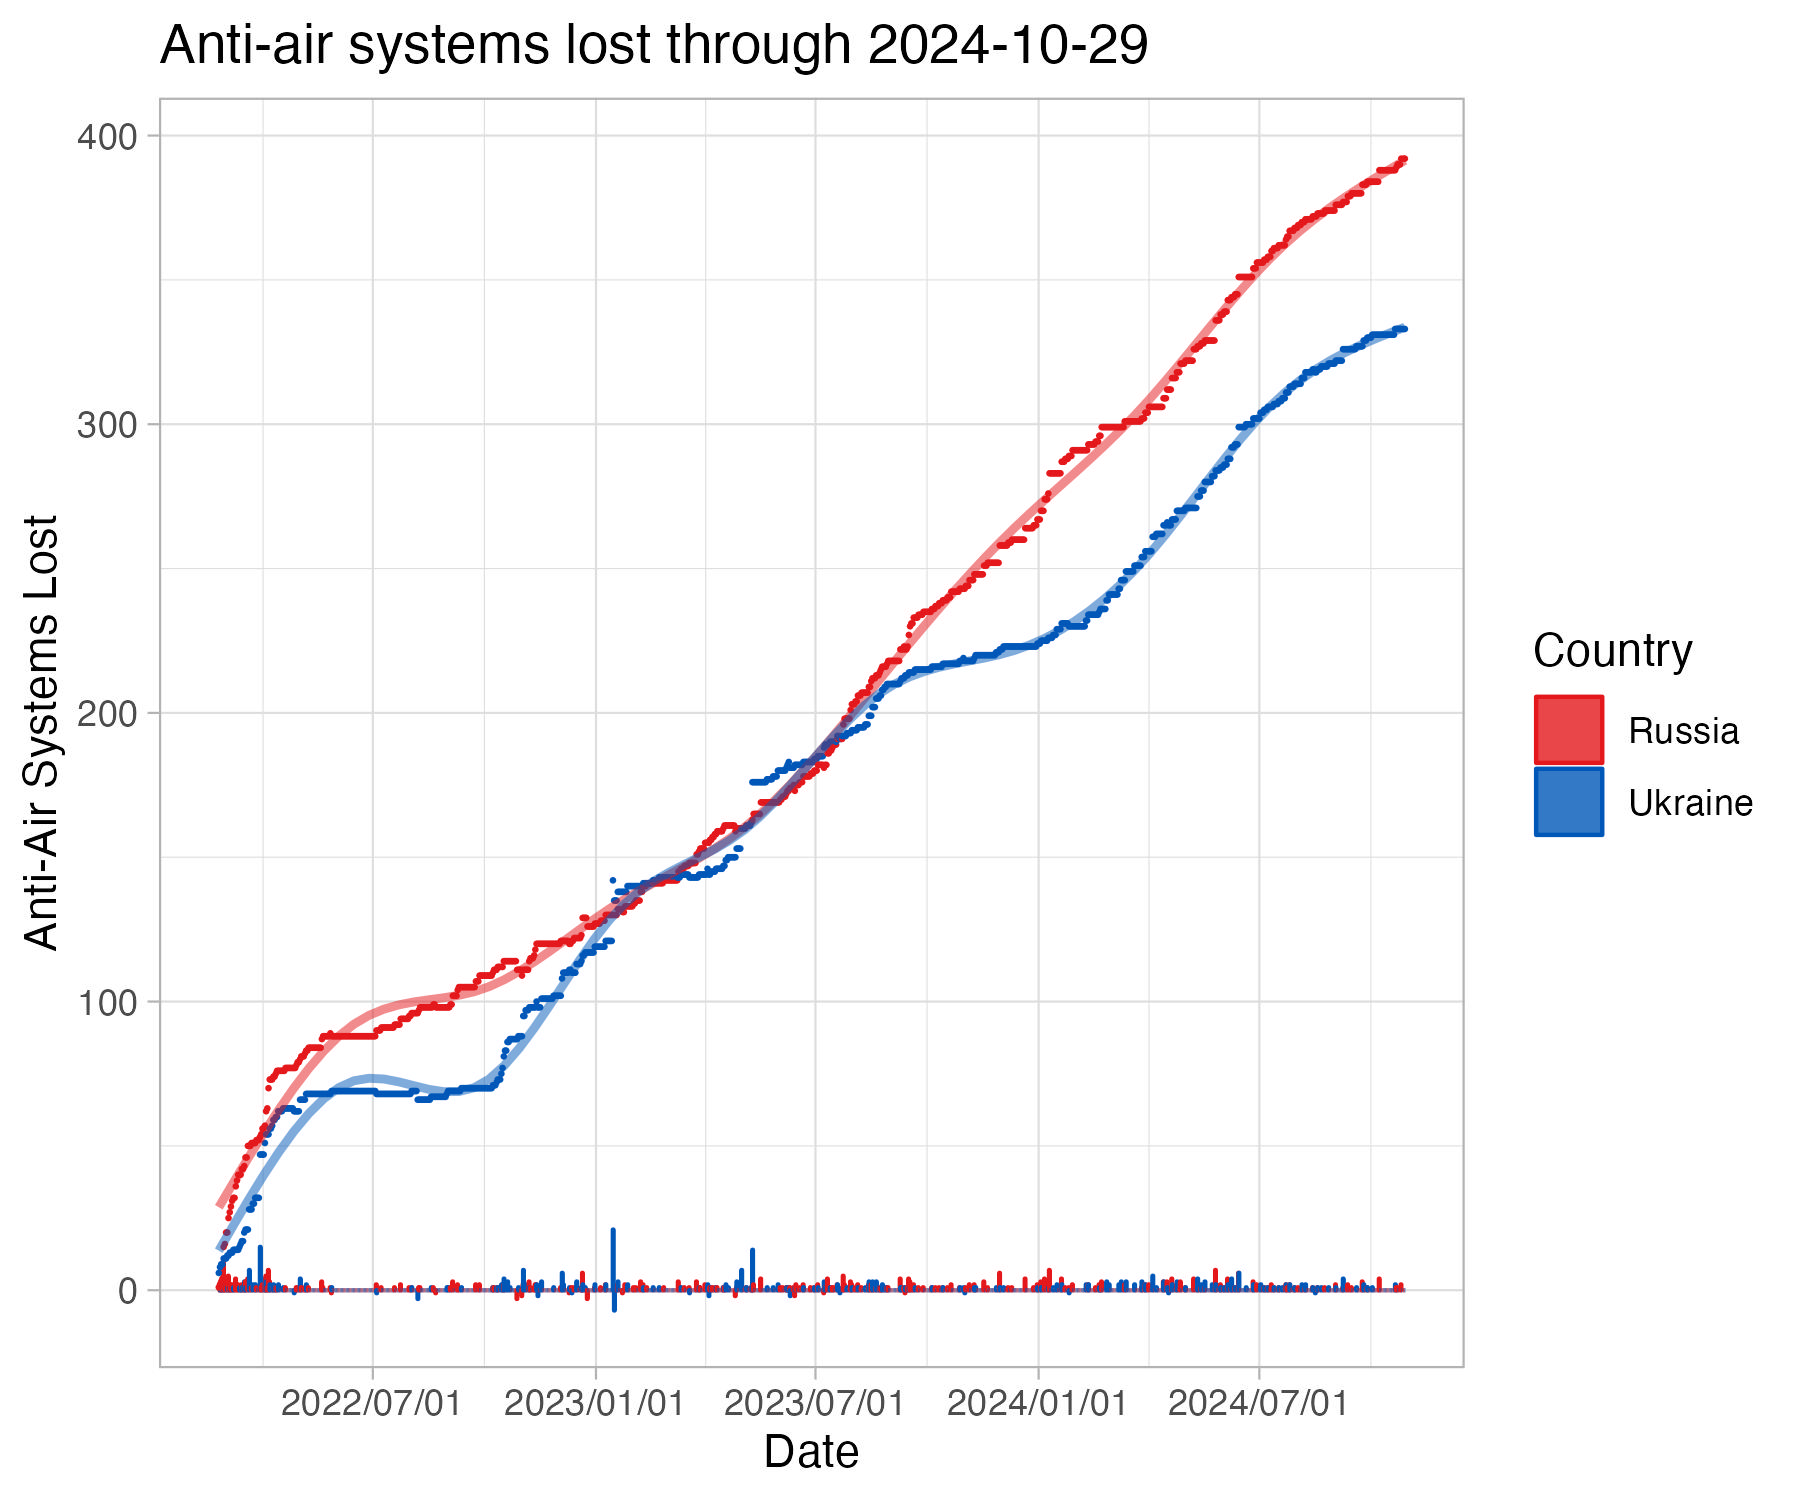 Anti-air systems lost through 2024-10-29
Anti-Air Systems Lost
400
300
200
100
0
2022/07/01
2023/01/01
2023/07/01
2024/01/01
2024/07/01
Date
Country
Russia
Ukraine